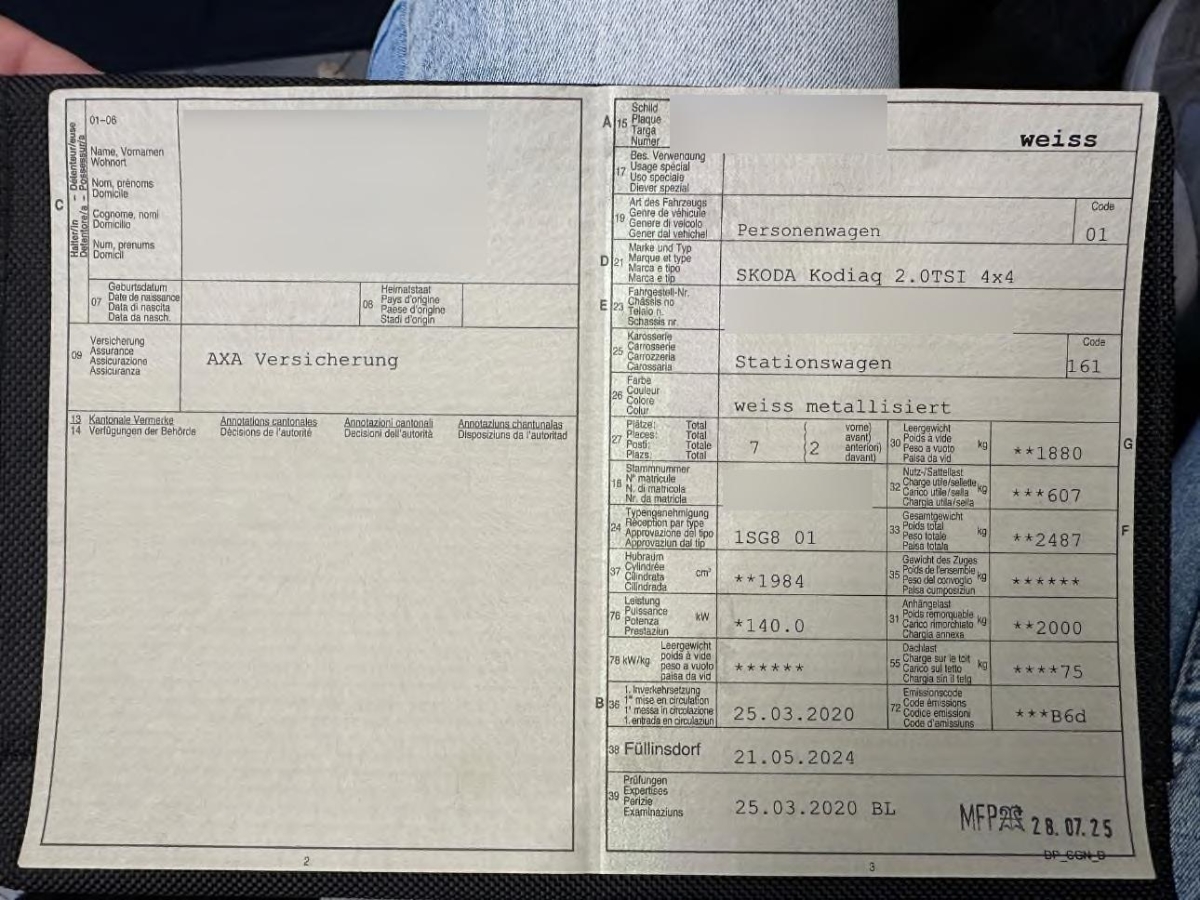 C
Halter/in – Détenteur/euse
Detentore/a – Possessur/a
01–06
Name, Vornamen
Wohnort
Nom, prénoms
Domicile
Cognome, nomi
Domicilio
Num, prenums
Domicil
07
Geburtsdatum
Date de naissance
Data di nascita
Data da nasch.
08
Heimatstaat
Pays d'origine
Paese d'origine
Stadi d'origin
09
Versicherung
Assurance
Assicurazione
Assicuranza
AXA Versicherung
13 Kantonale Vermerke Annotations cantonales Annotazioni cantonali Annotaziuns chantunalas
14 Verfügungen der Behörde Décisions de l'autorité Decisioni dell'autorità Disposiziuns da l'autoritad
2
A 15
Schild
Plaque
Targa
Numer
weiss
17
Bes. Verwendung
Usage spécial
Uso speciale
Diever spezial
19
Art des Fahrzeugs
Genre de véhicule
Genere di veicolo
Gener dal vehichel
Personenwagen
Code
01
D 21
Marke und Typ
Marque et type
Marca e tipo
Marca e tip
SKODA Kodiaq 2.0TSI 4x4
E 23
Fahrgestell-Nr.
Châssis no
Telaio n.
Schassis nr.
25
Karosserie
Carrosserie
Carrozzeria
Carossaria
Stationswagen
Code
161
26
Farbe
Couleur
Colore
Colur
weiss metallisiert
27
Plätze: Total
Places: Total
Posti: Totale
Plazs: Total
7
2
vorne)
avant)
anteriori)
davant)
30
Leergewicht
Poids à vide
Peso a vuoto
Paisa da vid
kg
**1880
G
18
Stammnummer
N° matricule
N. di matricola
Nr. da matricla
32
Nutz-/Sattellast
Charge utile/sellette
Carico utile/sella
Chargia utila/sella
kg
***607
24
Typengenehmigung
Réception par type
Approvazione del tipo
Approvaziun dal tip
1SG8 01
33
Gesamtgewicht
Poids total
Peso totale
Paisa totala
kg
**2487
F
37
Hubraum
Cylindrée
Cilindrata
Cilindrada
cm³
**1984
35
Gewicht des Zuges
Poids de l'ensemble
Peso del convoglio
Paisa cumposiziun
kg
******
76
Leistung
Puissance
Potenza
Prestaziun
kW
*140.0
31
Anhängelast
Poids remorquable
Carico rimorchiato
Chargia annexa
kg
**2000
78 kW/kg
Leergewicht
poids à vide
peso a vuoto
paisa da vid
******
55
Dachlast
Charge sur le toit
Carico sul tetto
Chargia sin il tetg
kg
****75
B 36
1. Inverkehrsetzung
1re mise en circulation
1a messa in circolazione
1. entrada en circulaziun
25.03.2020
72
Emissionscode
Code émissions
Codice emissioni
Code d'emissiuns
***B6d
38 Füllinsdorf
21.05.2024
39
Prüfungen
Expertises
Perizie
Examinaziuns
25.03.2020 BL
MFP 28.07.25
3